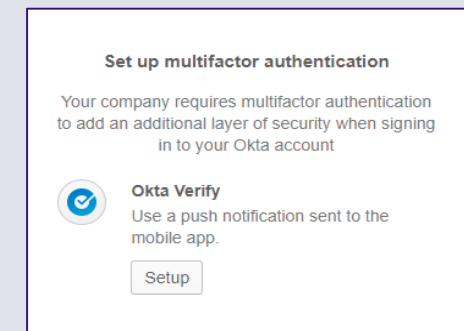 Set up multifactor authentication
Your company requires multifactor authentication
to add an additional layer of security when signing
in to your Okta account
Okta Verify
Use a push notification sent to the
mobile app.
Setup